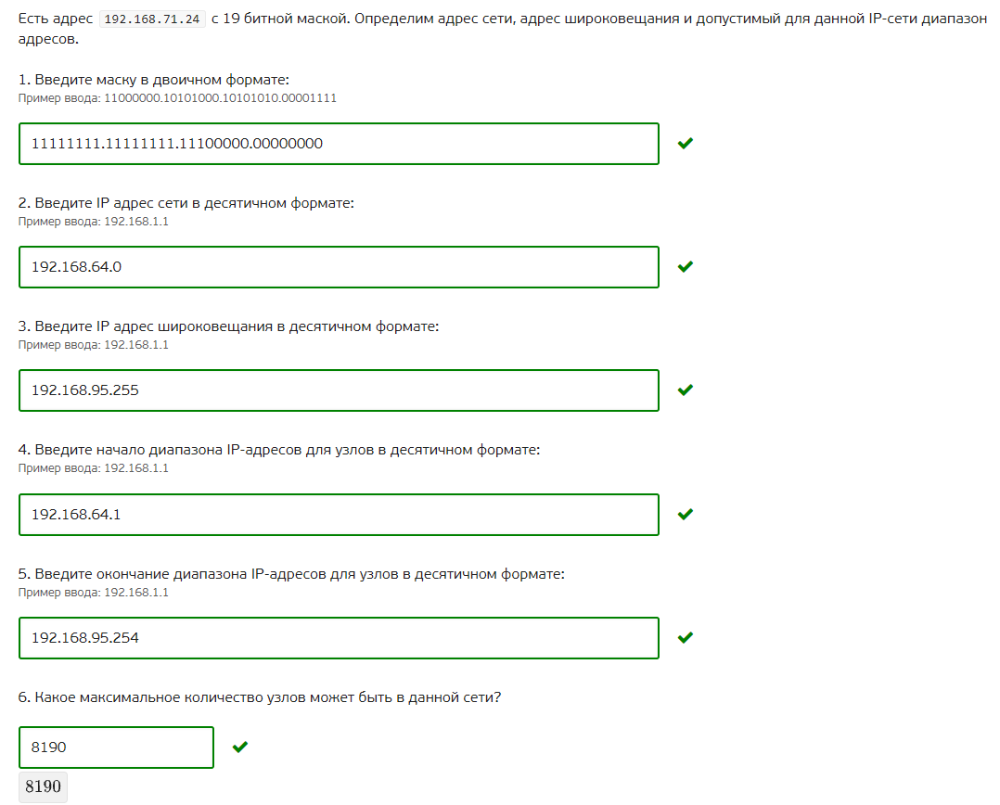 Есть адрес 192.168.71.24 с 19 битной маской. Определим адрес сети, адрес широковещания и допустимый для данной IP-сети диапазон
адресов.
1. Введите маску в двоичном формате:
Пример ввода: 11000000.10101000.10101010.00001111
11111111.11111111.11100000.00000000
2. Введите IP адрес сети в десятичном формате:
Пример ввода: 192.168.1.1
192.168.64.0
3. Введите IP адрес широковещания в десятичном формате:
Пример ввода: 192.168.1.1
192.168.95.255
4. Введите начало диапазона IP-адресов для узлов в десятичном формате:
Пример ввода: 192.168.1.1
192.168.64.1
5. Введите окончание диапазона IP-адресов для узлов в десятичном формате:
Пример ввода: 192.168.1.1
192.168.95.254
6. Какое максимальное количество узлов может быть в данной сети?
8190
8190